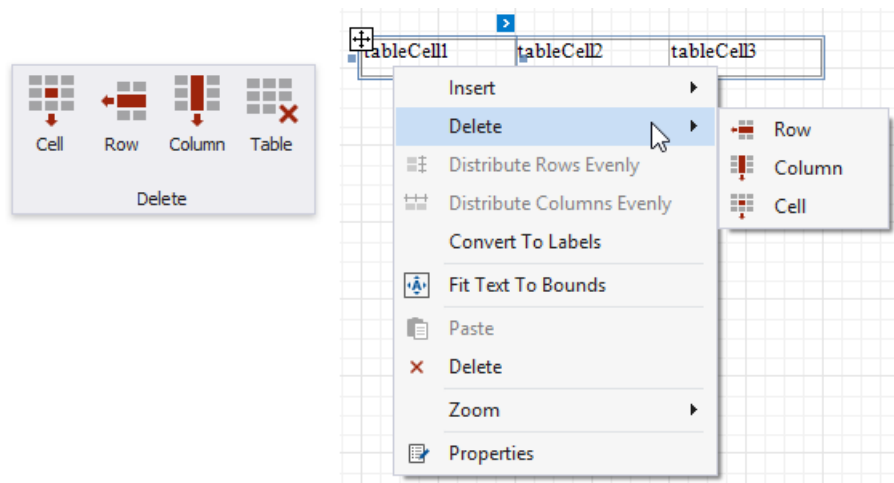 Cell Row Column Table
Delete
tableCell1 tableCell2 tableCell3
Insert
Delete
Distribute Rows Evenly
Distribute Columns Evenly
Convert To Labels
Fit Text To Bounds
Paste
Delete
Zoom
Properties
Row
Column
Cell